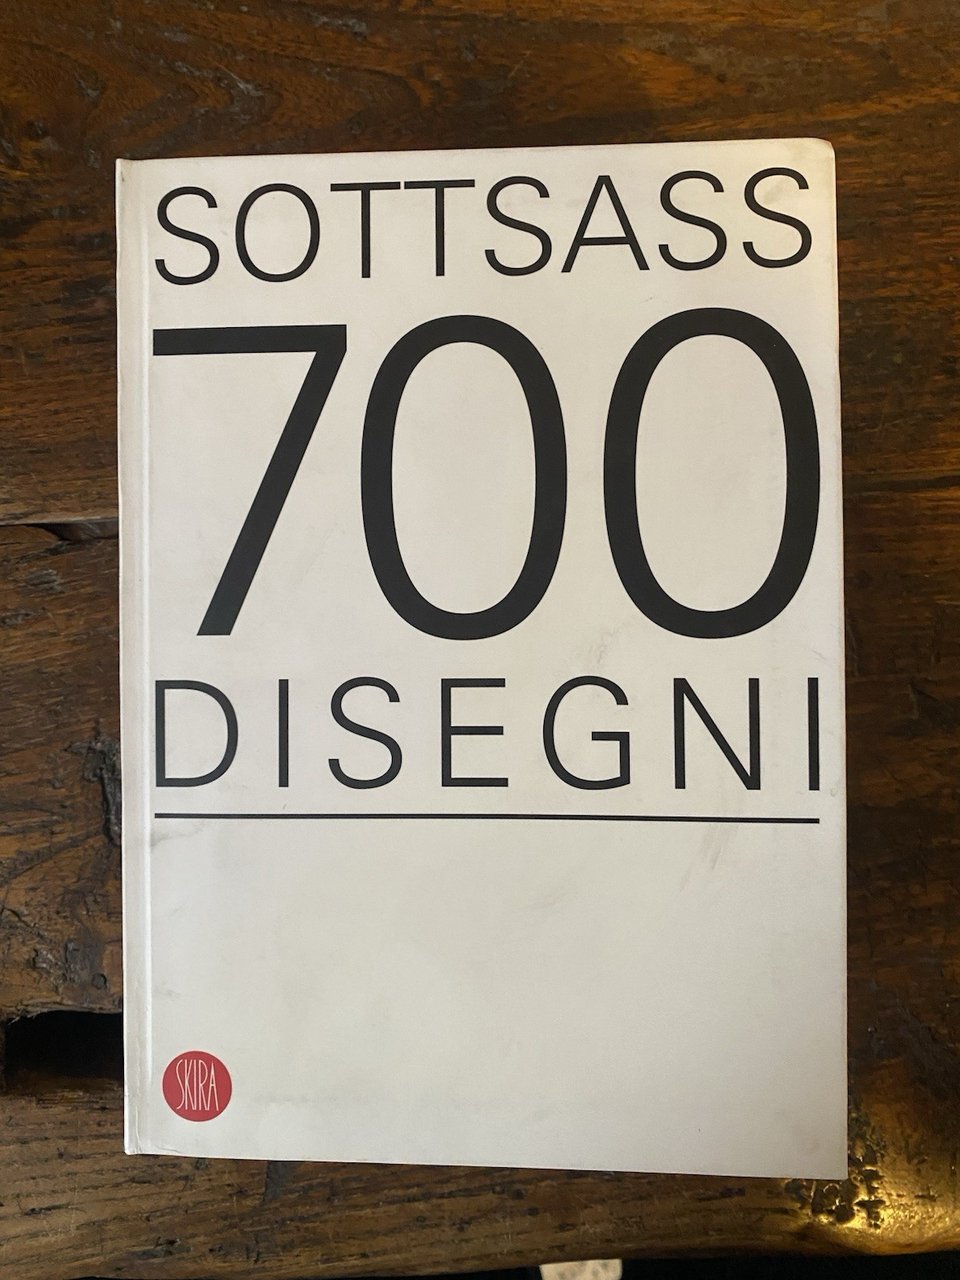 SOTTSASS
700
DISEGNI
SKIRA